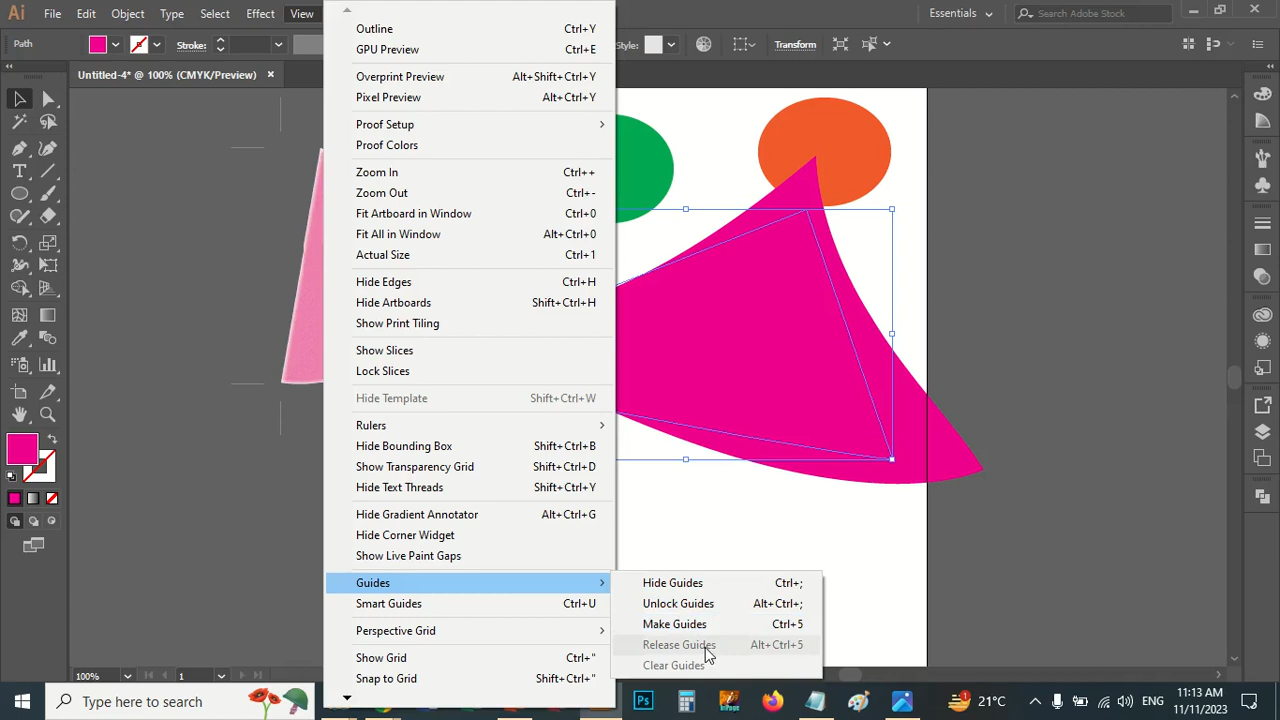 Ai
File
Edit
Object
Type
Select
Effect
View
Essentials
Search Adobe Stock
Path
Stroke:
Style:
Transform
Untitled-4* @ 100% (CMYK/Preview)
Outline Ctrl+Y
GPU Preview Ctrl+E
Overprint Preview Alt+Shift+Ctrl+Y
Pixel Preview Alt+Ctrl+Y
Proof Setup
Proof Colors
Zoom In Ctrl++
Zoom Out Ctrl+-
Fit Artboard in Window Ctrl+0
Fit All in Window Alt+Ctrl+0
Actual Size Ctrl+1
Hide Edges Ctrl+H
Hide Artboards Shift+Ctrl+H
Show Print Tiling
Show Slices
Lock Slices
Hide Template Shift+Ctrl+W
Rulers
Hide Bounding Box Shift+Ctrl+B
Show Transparency Grid Shift+Ctrl+D
Hide Text Threads Shift+Ctrl+Y
Hide Gradient Annotator Alt+Ctrl+G
Hide Corner Widget
Show Live Paint Gaps
Guides
Smart Guides Ctrl+U
Perspective Grid
Show Grid Ctrl+"
Snap to Grid Shift+Ctrl+"
Hide Guides Ctrl+;
Unlock Guides Alt+Ctrl+;
Make Guides Ctrl+5
Release Guides Alt+Ctrl+5
Clear Guides
100%
1
Type here to search
Ps
21°C
ENG
11:13 AM
11/11/2023